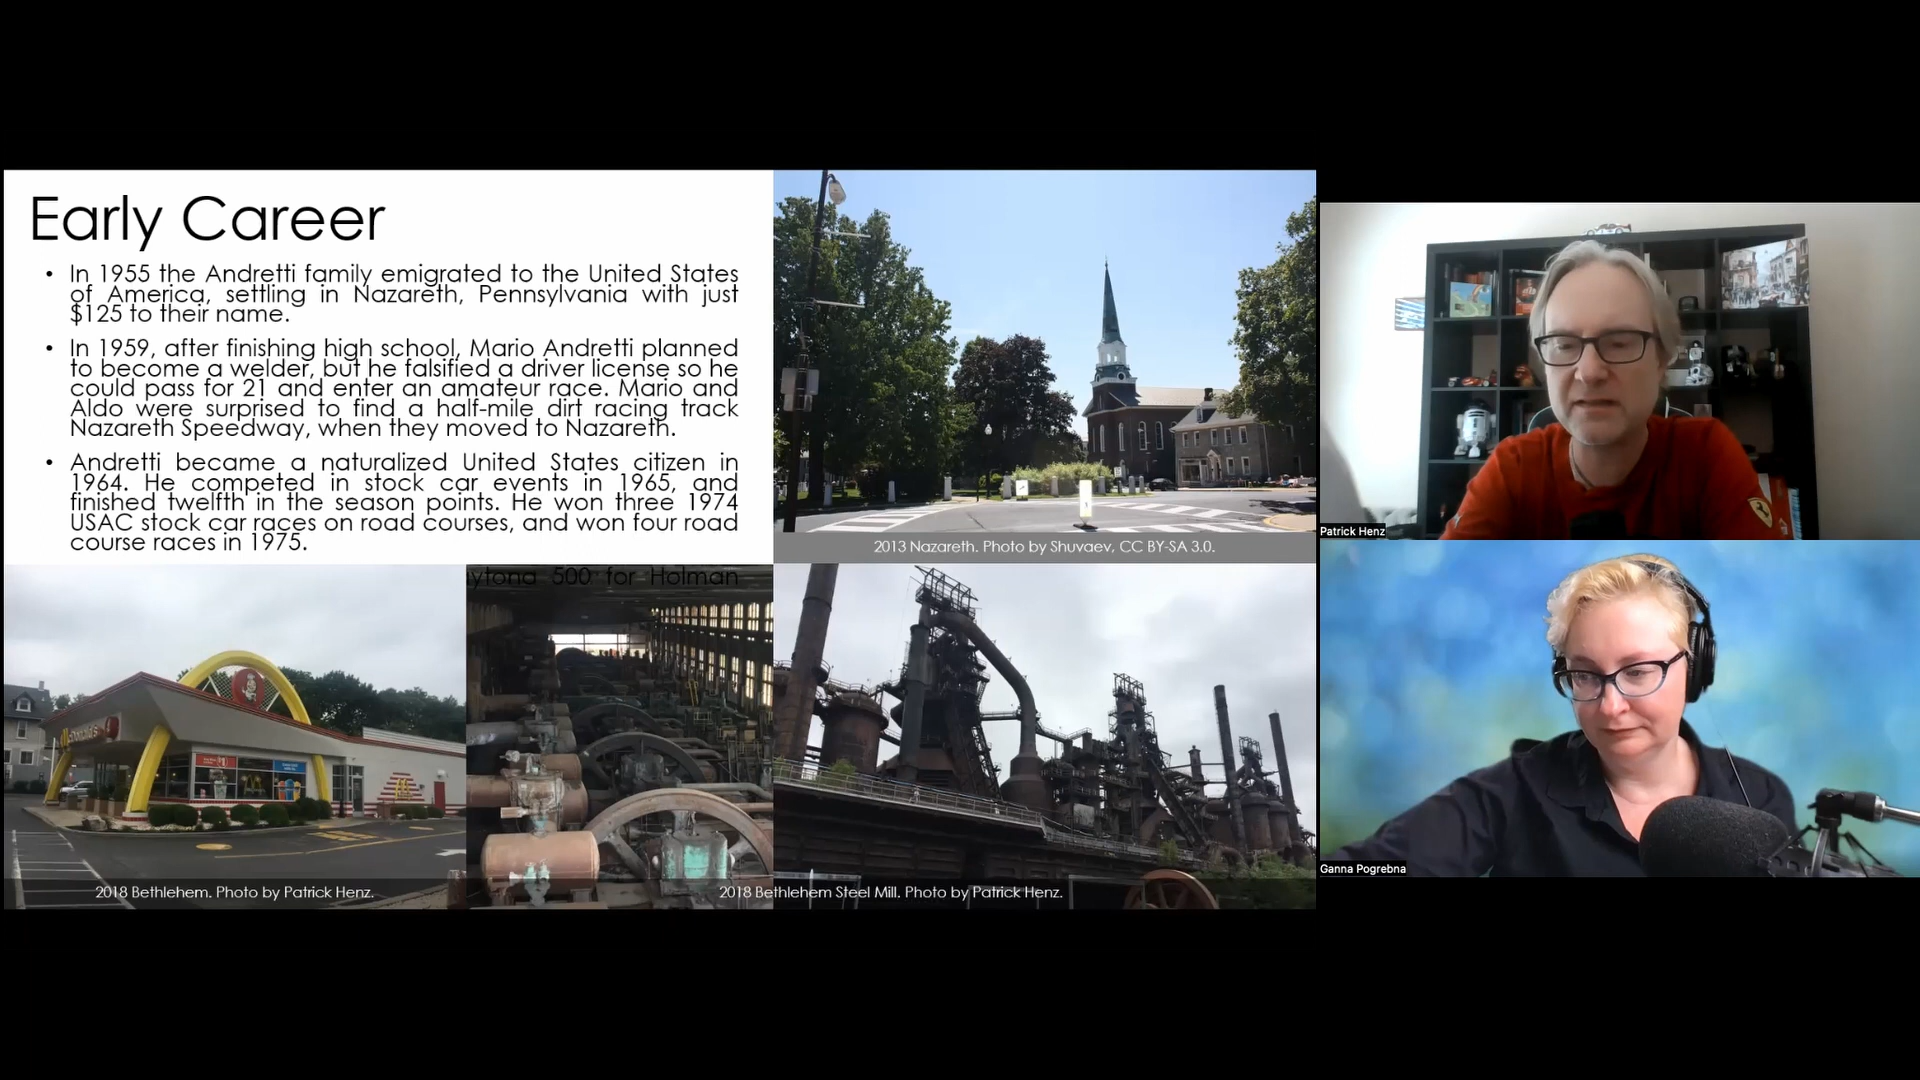 Early Career
• In 1955 the Andretti family emigrated to the United States
of America, settling in Nazareth, Pennsylvania with just
$125 to their name.
• In 1959, after finishing high school, Mario Andretti planned
to become a welder, but he falsified a driver license so he
could pass for 21 and enter an amateur race. Mario and
Aldo were surprised to find a half-mile dirt racing track
Nazareth Speedway, when they moved to Nazareth.
• Andretti became a naturalized United States citizen in
1964. He competed in stock car events in 1965, and
finished twelfth in the season points. He won three 1974
USAC stock car races on road courses, and won four road
course races in 1975.
500 for Holman
2013 Nazareth. Photo by Shuvaev, CC BY-SA 3.0.
McDonald's
2018 Bethlehem. Photo by Patrick Henz.
2018 Bethlehem Steel Mill. Photo by Patrick Henz.
Patrick Henz
Ganna Pogrebna